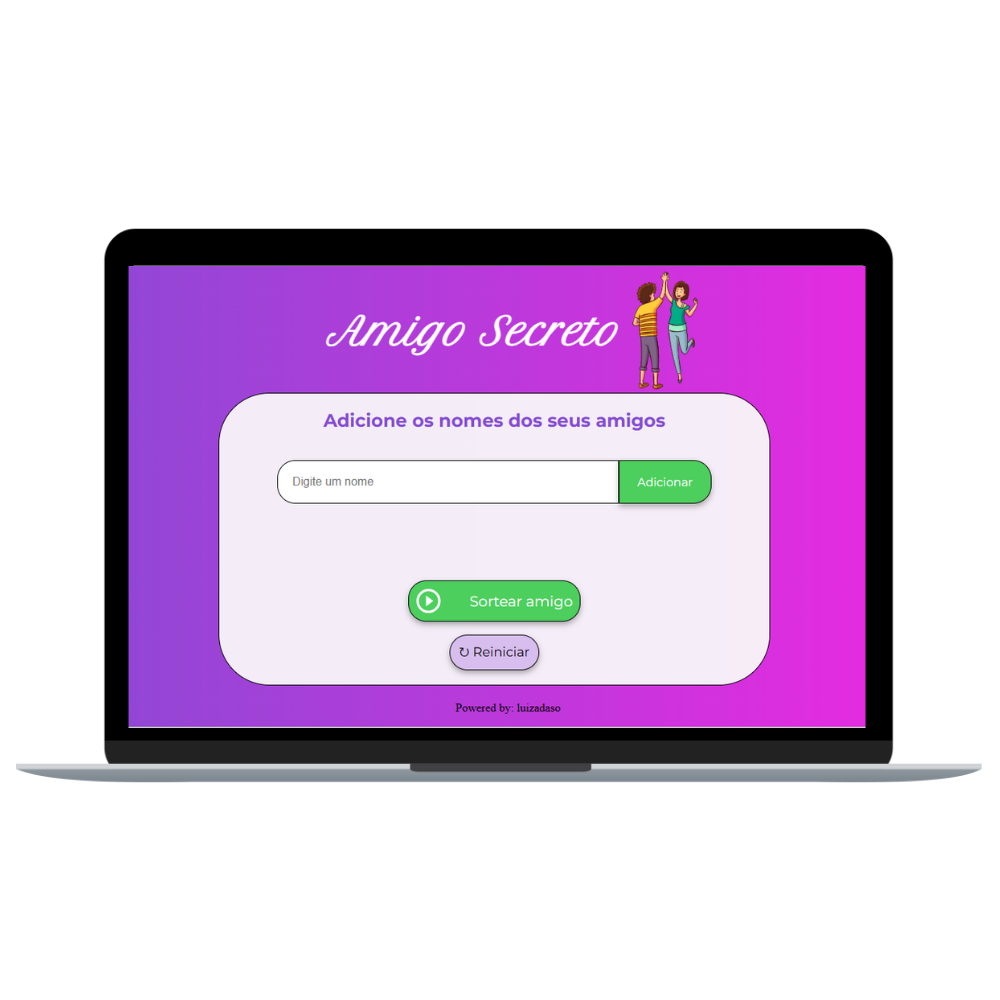 Amigo Secreto
Adicione os nomes dos seus amigos
Digite um nome
Adicionar
Sortear amigo
↻ Reiniciar
Powered by: luizadaso